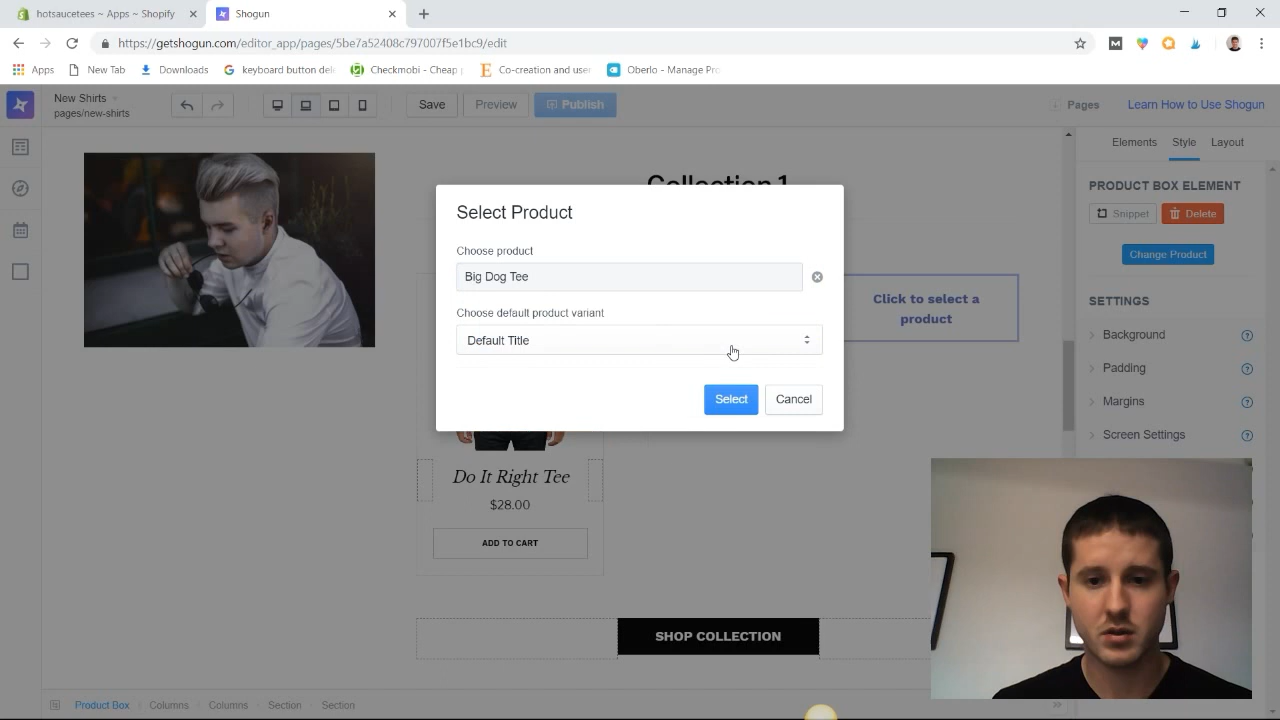 hotsaucetees ~ Apps ~ Shopify
Shogun
https://getshogun.com/editor_app/pages/5be7a52408c797007f5e1bc9/edit
Apps
New Tab
Downloads
keyboard button del
Checkmobi - Cheap
Co-creation and user
Oberlo - Manage Pro
New Shirts
pages/new-shirts
Save
Preview
Publish
Pages
Learn How to Use Shogun
Elements
Style
Layout
Collection 1
PRODUCT BOX ELEMENT
Snippet
Delete
Change Product
SETTINGS
Background
Padding
Margins
Screen Settings
Select Product
Choose product
Big Dog Tee
Choose default product variant
Default Title
Select
Cancel
Click to select a
product
Do It Right Tee
$28.00
ADD TO CART
SHOP COLLECTION
Product Box
Columns
Columns
Section
Section